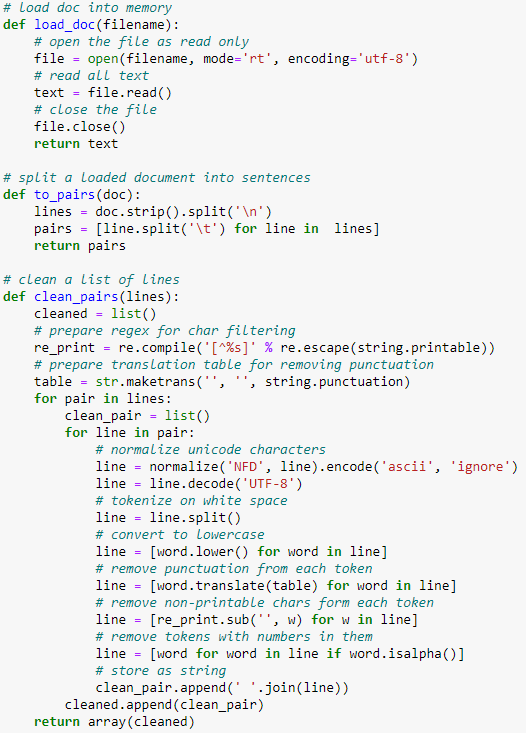 # load doc into memory
def load_doc(filename):
    # open the file as read only
    file = open(filename, mode='rt', encoding='utf-8')
    # read all text
    text = file.read()
    # close the file
    file.close()
    return text

# split a loaded document into sentences
def to_pairs(doc):
    lines = doc.strip().split('\n')
    pairs = [line.split('\t') for line in  lines]
    return pairs

# clean a list of lines
def clean_pairs(lines):
    cleaned = list()
    # prepare regex for char filtering
    re_print = re.compile('[^%s]' % re.escape(string.printable))
    # prepare translation table for removing punctuation
    table = str.maketrans('', '', string.punctuation)
    for pair in lines:
        clean_pair = list()
        for line in pair:
            # normalize unicode characters
            line = normalize('NFD', line).encode('ascii', 'ignore')
            line = line.decode('UTF-8')
            # tokenize on white space
            line = line.split()
            # convert to lowercase
            line = [word.lower() for word in line]
            # remove punctuation from each token
            line = [word.translate(table) for word in line]
            # remove non-printable chars form each token
            line = [re_print.sub('', w) for w in line]
            # remove tokens with numbers in them
            line = [word for word in line if word.isalpha()]
            # store as string
            clean_pair.append(' '.join(line))
        cleaned.append(clean_pair)
    return array(cleaned)